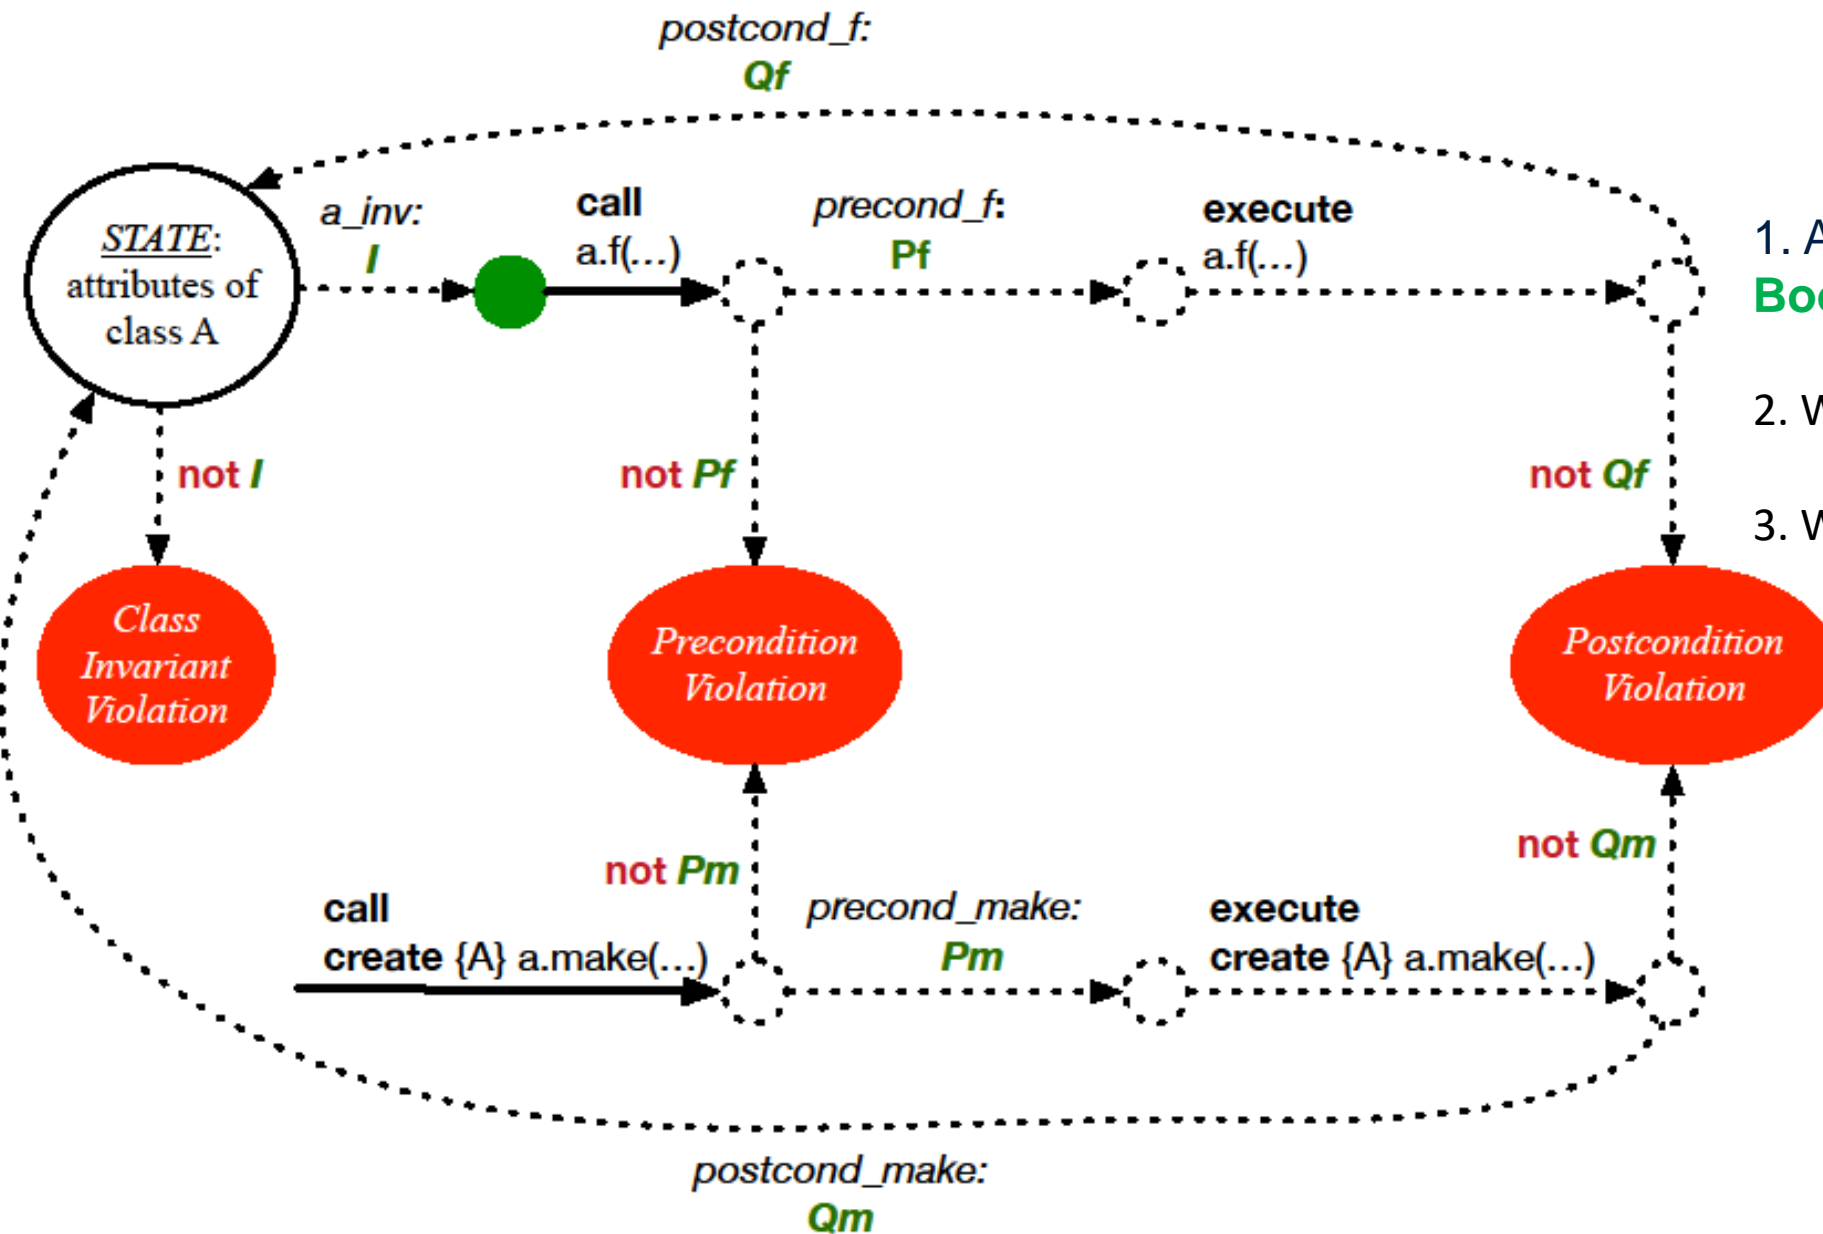 postcond_f:
Qf
STATE:
attributes of
class A
a_inv:
I
call
a.f(...)
precond_f:
Pf
execute
a.f(...)
1.
2.
3.
not I
not Pf
not Qf
Class
Invariant
Violation
Precondition
Violation
Postcondition
Violation
not Pm
not Qm
call
create {A} a.make(...)
precond_make:
Pm
execute
create {A} a.make(...)
postcond_make:
Qm